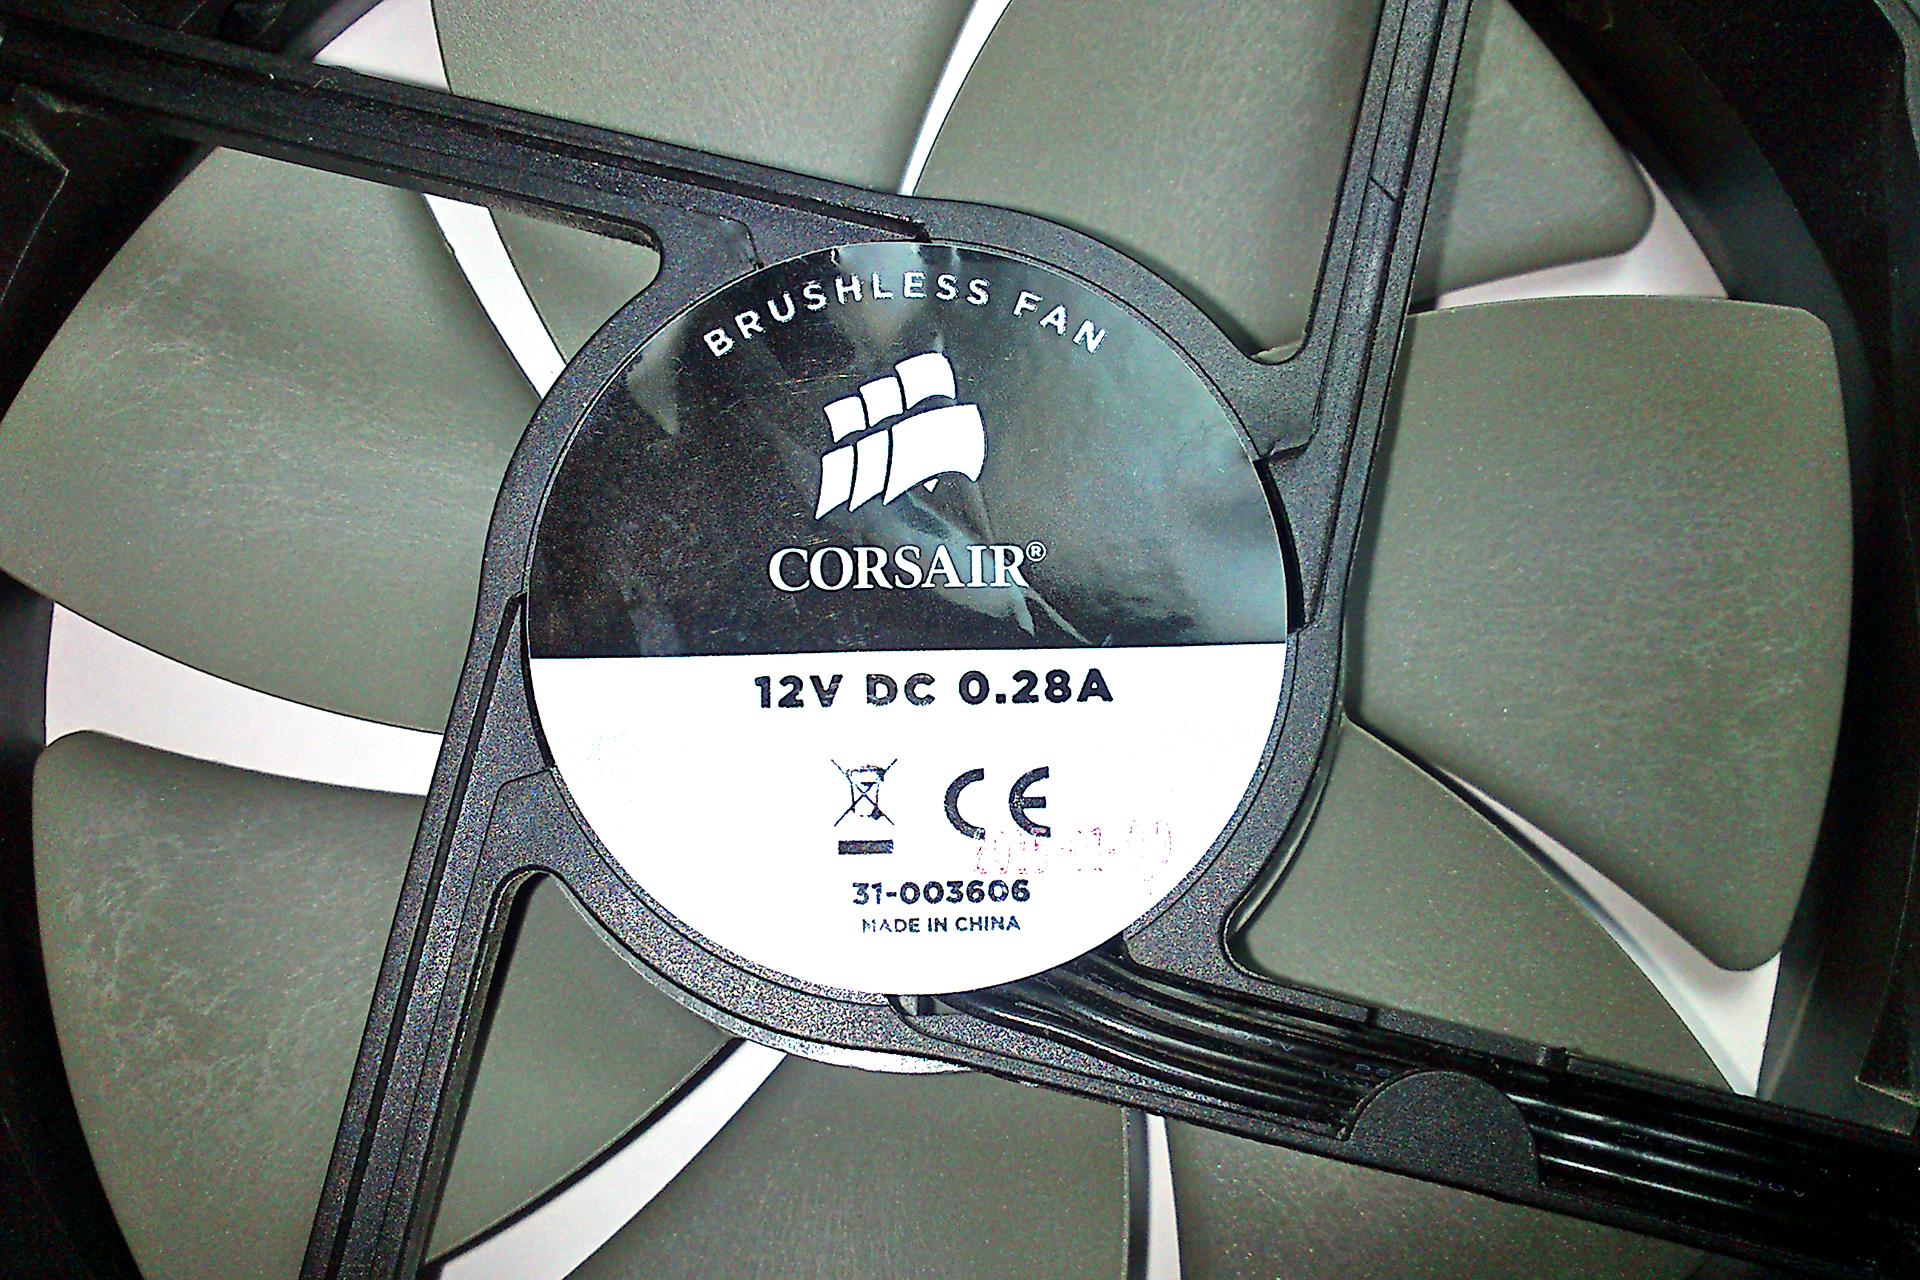 BRUSHLESS FAN
CORSAIR®
12V DC 0.28A
CE
31-003606
MADE IN CHINA